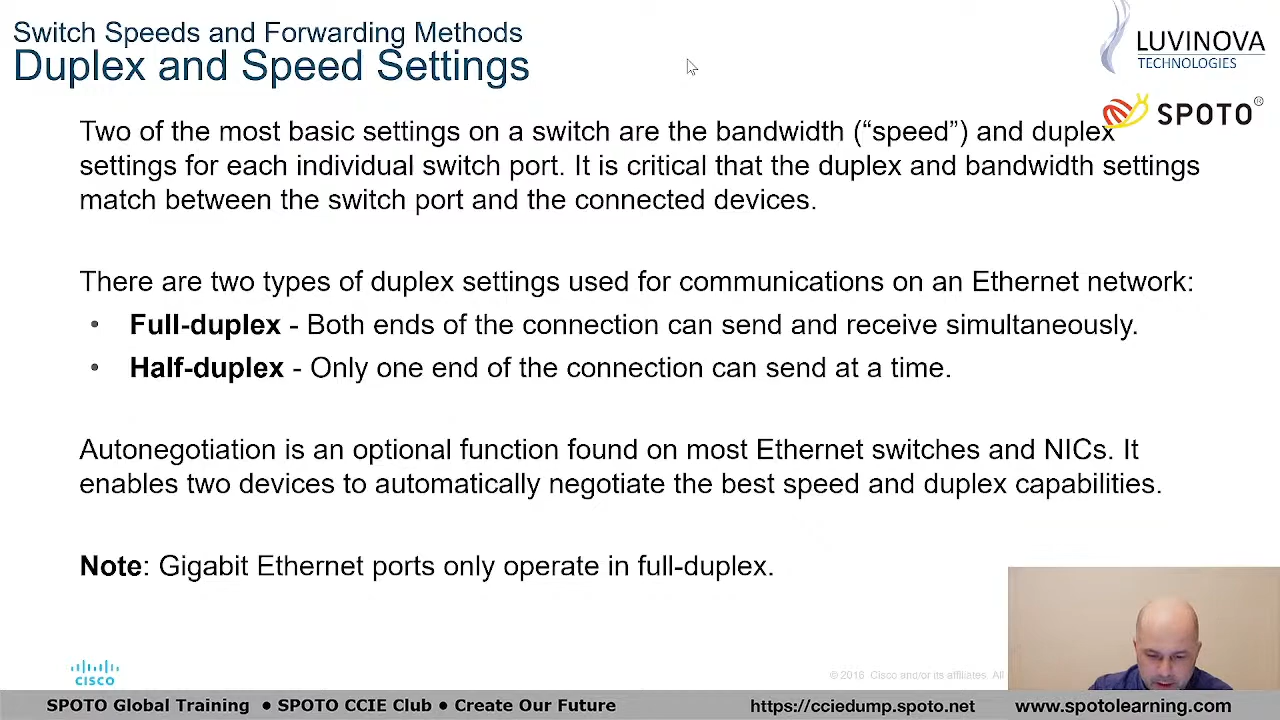 Switch Speeds and Forwarding Methods
Duplex and Speed Settings
LUVINOVA
TECHNOLOGIES
SPOTO®
Two of the most basic settings on a switch are the bandwidth (“speed”) and duplex
settings for each individual switch port. It is critical that the duplex and bandwidth settings
match between the switch port and the connected devices.
There are two types of duplex settings used for communications on an Ethernet network:
• Full-duplex - Both ends of the connection can send and receive simultaneously.
• Half-duplex - Only one end of the connection can send at a time.
Autonegotiation is an optional function found on most Ethernet switches and NICs. It
enables two devices to automatically negotiate the best speed and duplex capabilities.
Note: Gigabit Ethernet ports only operate in full-duplex.
CISCO
© 2016 Cisco and/or its affiliates. All
SPOTO Global Training ● SPOTO CCIE Club ● Create Our Future https://cciedump.spoto.net www.spotolearning.com